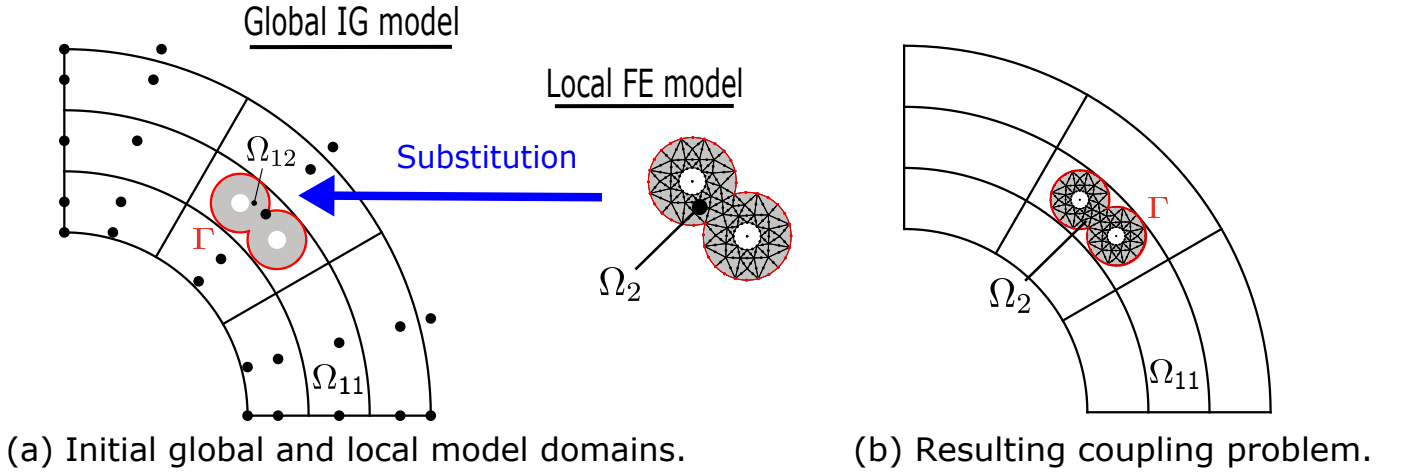 Global IG model
Local FE model
Substitution
Ω₁₂
Γ
Ω₂
Ω₁₁
(a) Initial global and local model domains.
Γ
Ω₂
Ω₁₁
(b) Resulting coupling problem.